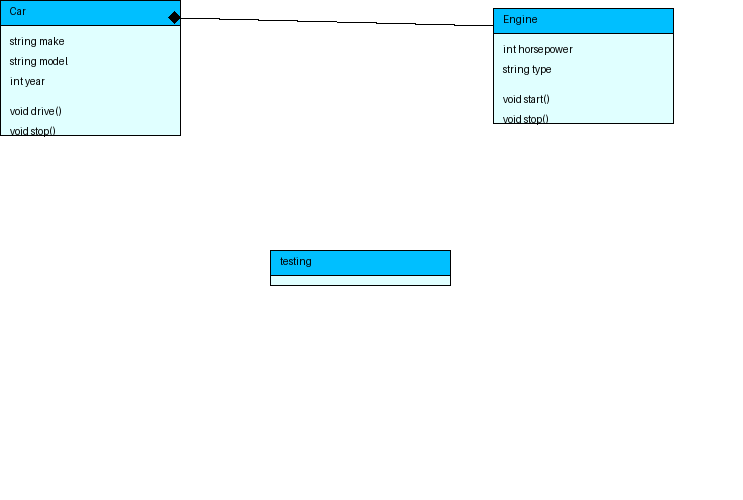 Car
string make
string model
int year
void drive()
void stop()
Engine
int horsepower
string type
void start()
void stop()
testing